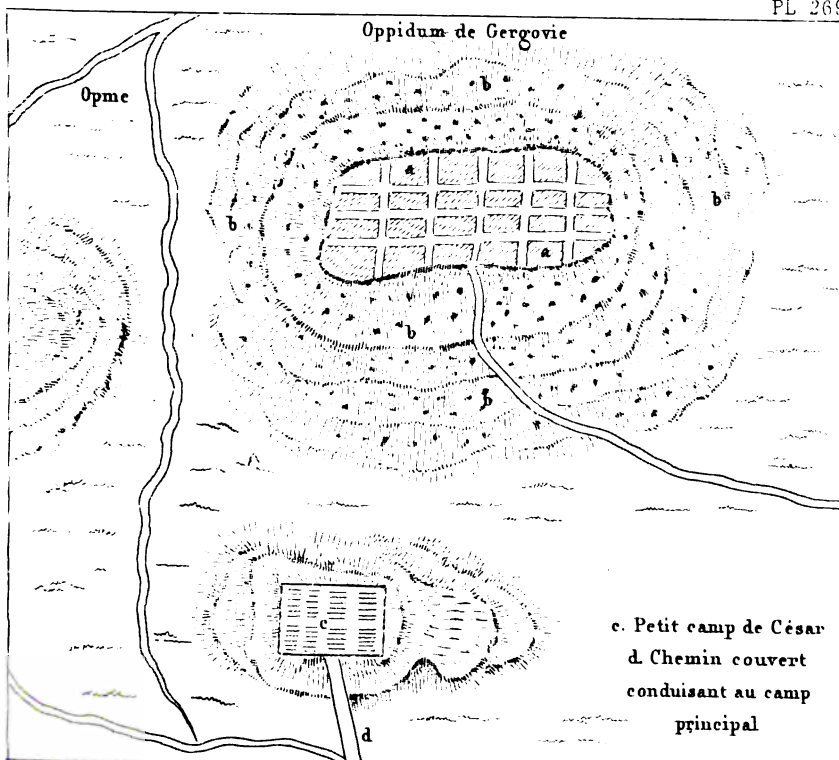 PL 269
Oppidum de Gergovie
Opme
b
a
b
b
a
b
b
c
c. Petit camp de César
d. Chemin couvert
conduisant au camp
principal
d